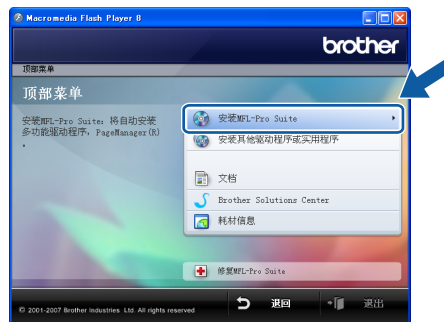 Macromedia Flash Player 8
brother
顶部菜单
顶部菜单
安装MFL-Pro Suite：将自动安装
多功能驱动程序，PageManager(R)
。
安装MFL-Pro Suite
安装其他驱动程序或实用程序
文档
Brother Solutions Center
耗材信息
修复MFL-Pro Suite
© 2001-2007 Brother Industries Ltd. All rights reserved
退回
退出